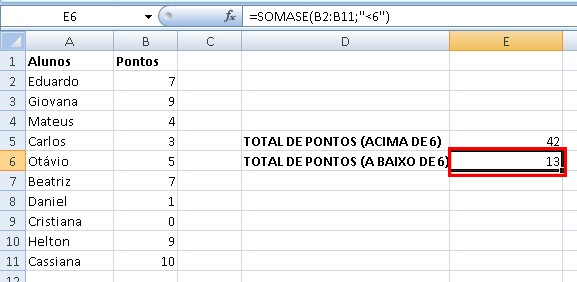 E6 fx =SOMASE(B2:B11;"<6")
A B C D E
1 Alunos Pontos
2 Eduardo 7
3 Giovana 9
4 Mateus 4
5 Carlos 3 TOTAL DE PONTOS (ACIMA DE 6) 42
6 Otávio 5 TOTAL DE PONTOS (A BAIXO DE 6) 13
7 Beatriz 7
8 Daniel 1
9 Cristiana 0
10 Helton 9
11 Cassiana 10
12